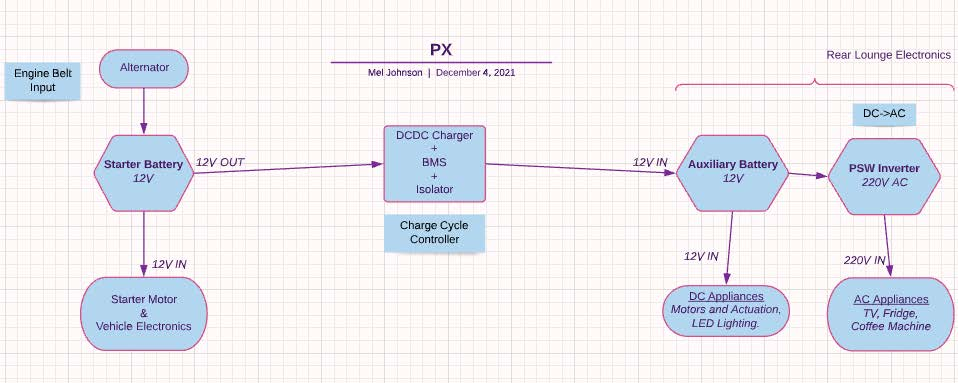 PX
Mel Johnson | December 4, 2021
Rear Lounge Electronics
Engine Belt
Input
Alternator
Starter Battery
12V
12V OUT
12V IN
Starter Motor
&
Vehicle Electronics
DCDC Charger
+
BMS
+
Isolator
Charge Cycle
Controller
12V IN
Auxiliary Battery
12V
12V IN
DC Appliances
Motors and Actuation,
LED Lighting.
DC->AC
PSW Inverter
220V AC
220V IN
AC Appliances
TV, Fridge,
Coffee Machine